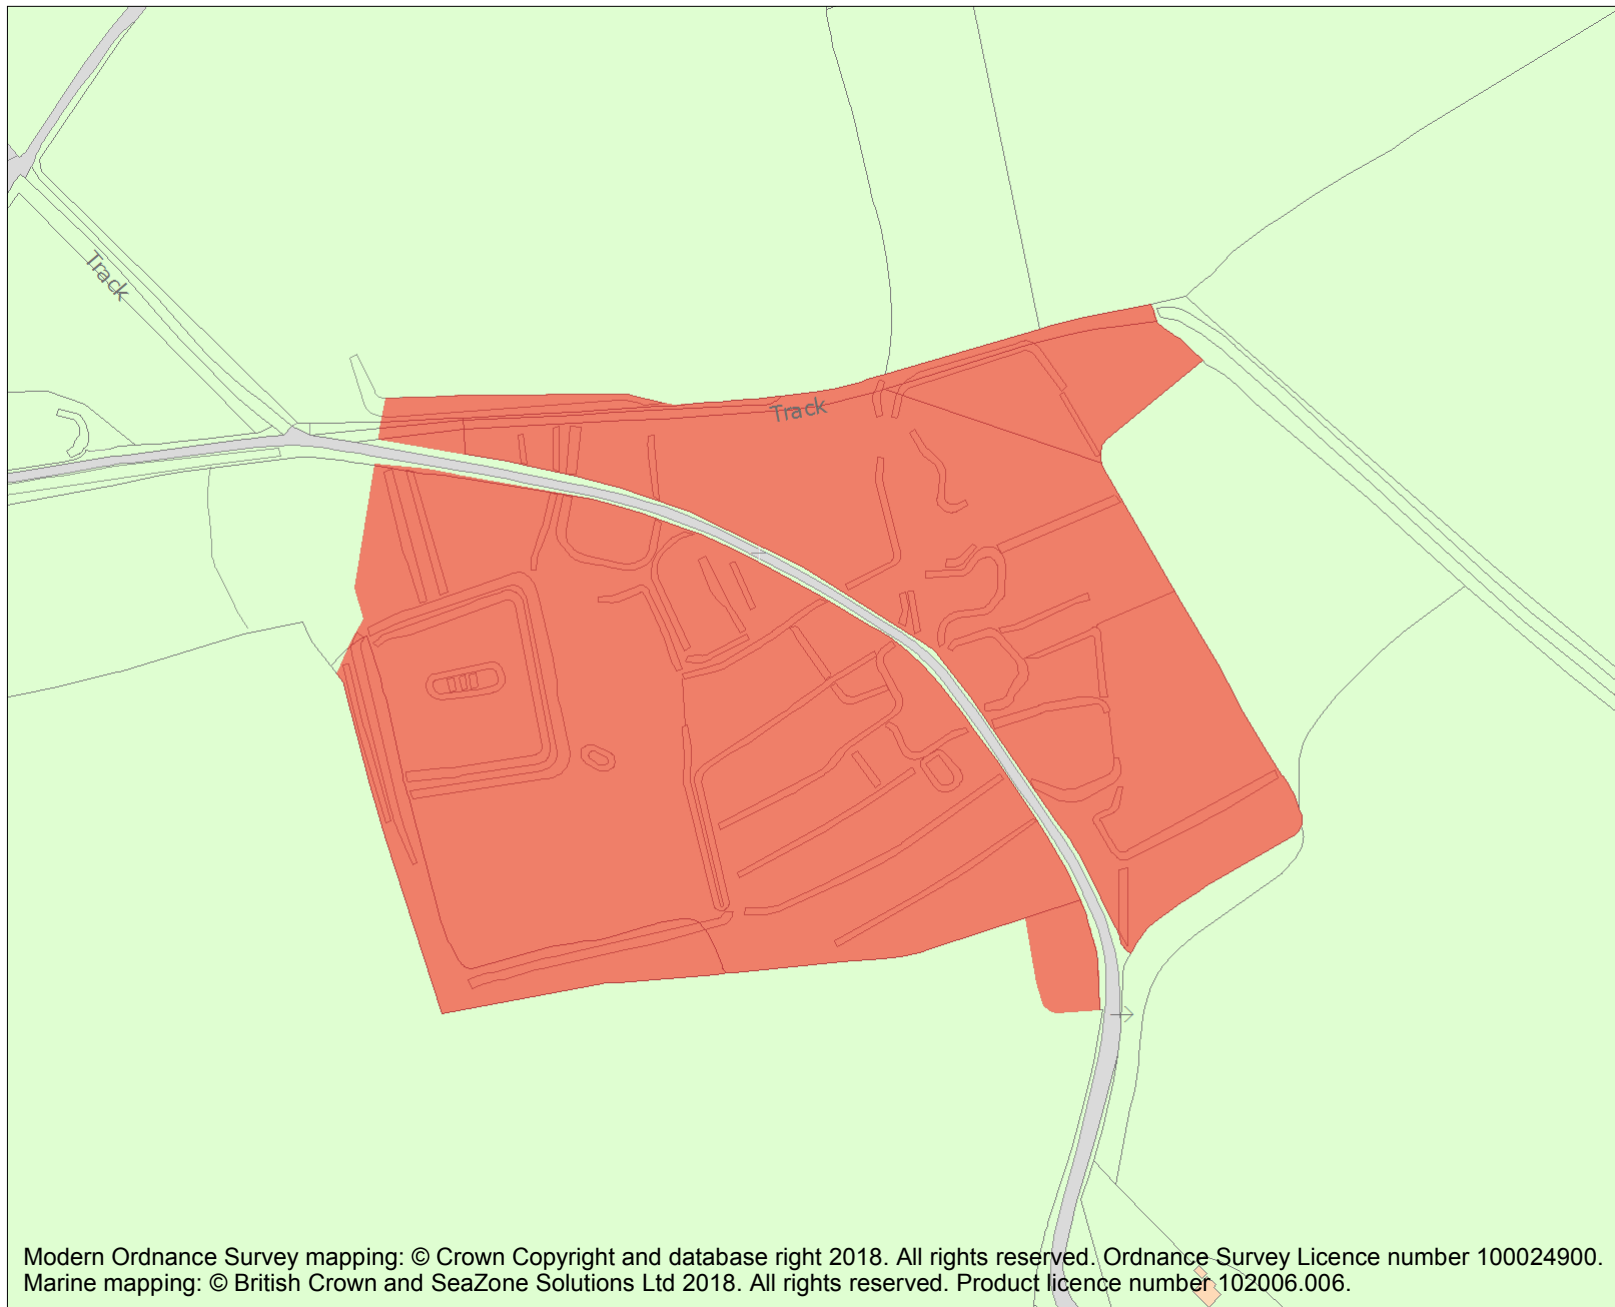 Track
Track
Modern Ordnance Survey mapping: © Crown Copyright and database right 2018. All rights reserved. Ordnance Survey Licence number 100024900.
Marine mapping: © British Crown and SeaZone Solutions Ltd 2018. All rights reserved. Product licence number 102006.006.